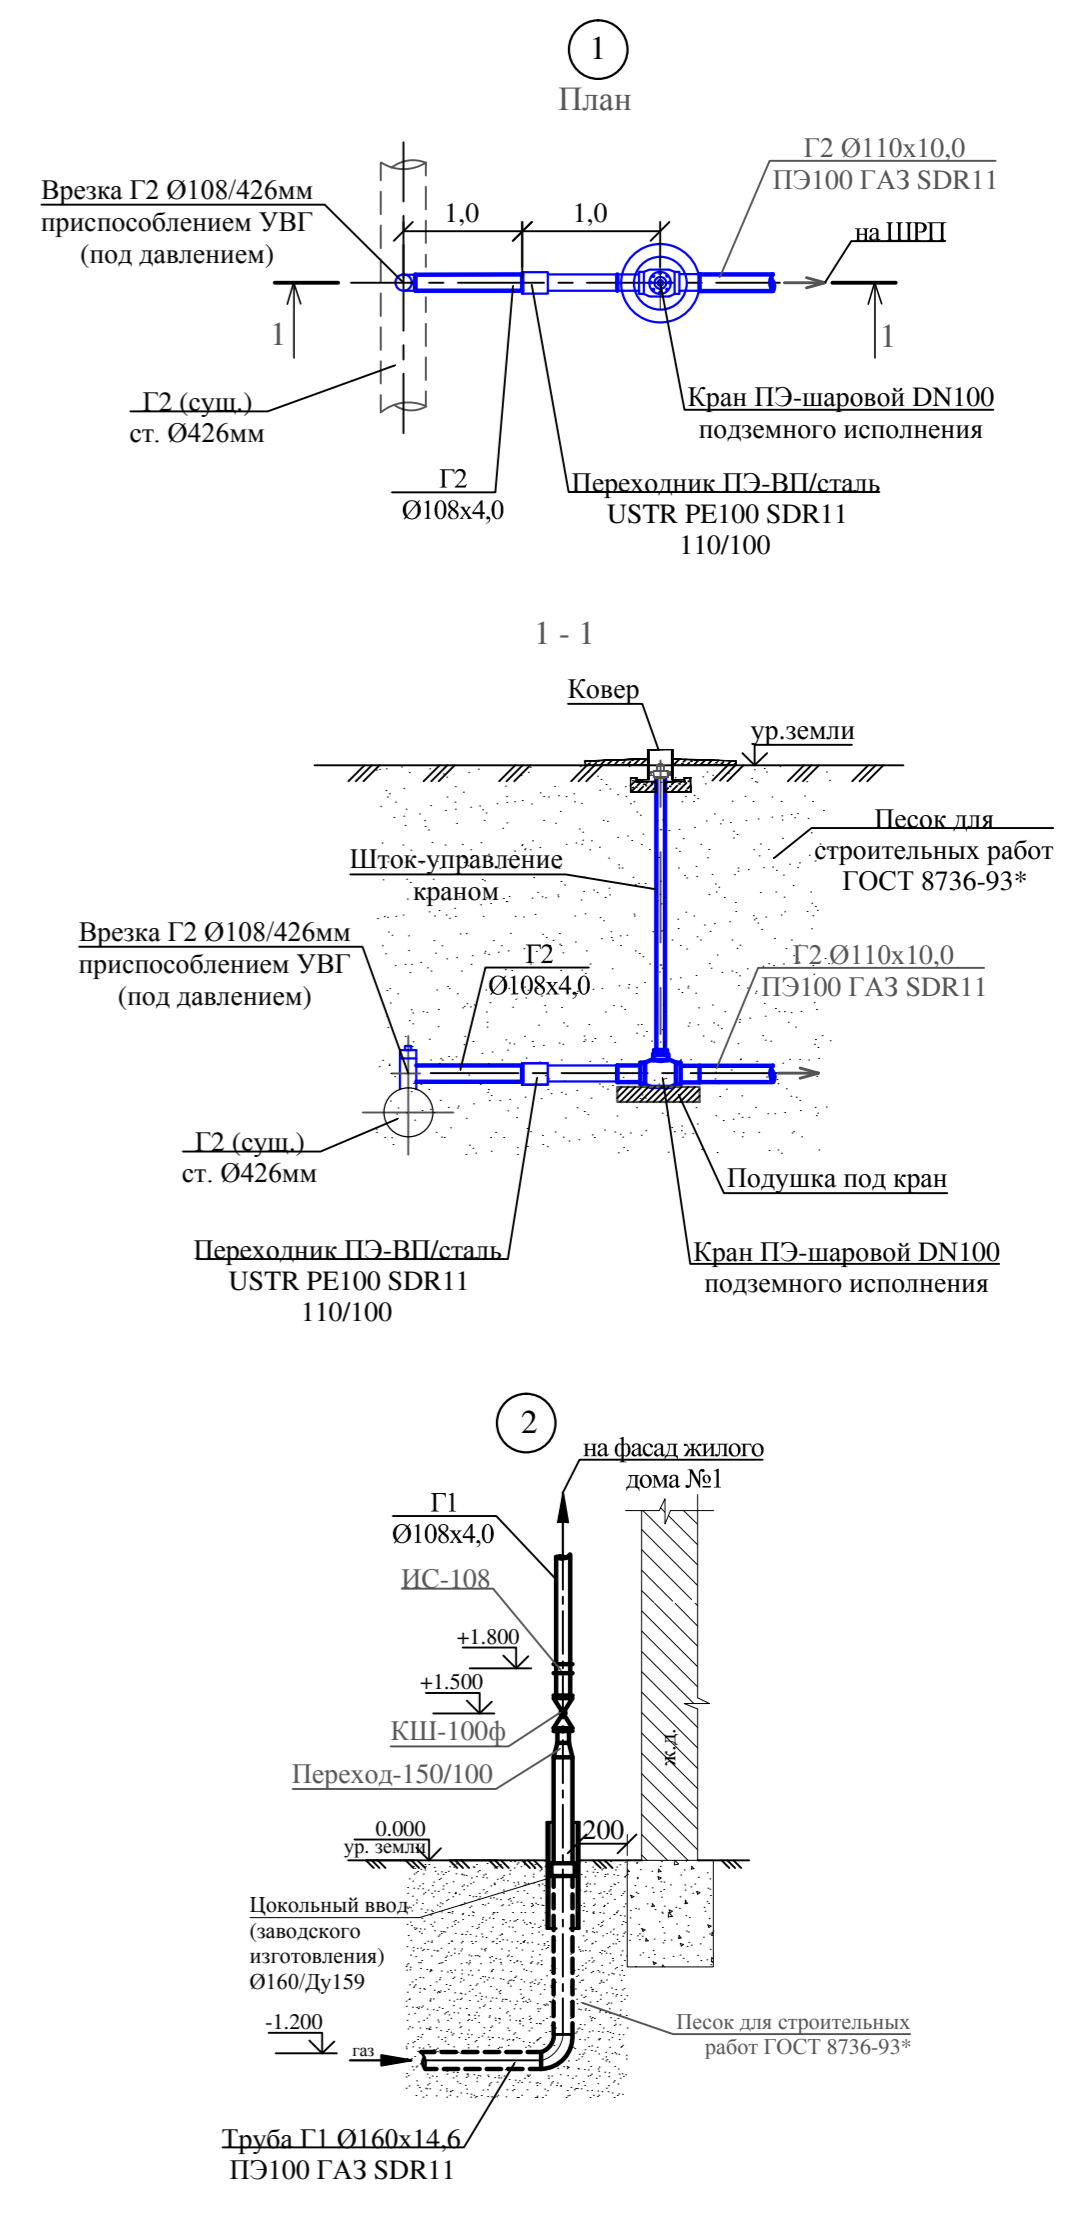 1
План
Г2 Ø110х10,0
ПЭ100 ГАЗ SDR11
Врезка Г2 Ø108/426мм
приспособлением УВГ
(под давлением)
1,0
1,0
на ШРП
1
1
Г2 (сущ.)
ст. Ø426мм
Кран ПЭ-шаровой DN100
подземного исполнения
Г2
Ø108х4,0
Переходник ПЭ-ВП/сталь
USTR PE100 SDR11
110/100
1 - 1
Ковер
ур.земли
Песок для
строительных работ
ГОСТ 8736-93*
Шток-управление
краном
Врезка Г2 Ø108/426мм
приспособлением УВГ
(под давлением)
Г2
Ø108х4,0
Г2 Ø110х10,0
ПЭ100 ГАЗ SDR11
Г2 (сущ.)
ст. Ø426мм
Подушка под кран
Переходник ПЭ-ВП/сталь
USTR PE100 SDR11
110/100
Кран ПЭ-шаровой DN100
подземного исполнения
2
на фасад жилого
дома №1
Г1
Ø108х4,0
ИС-108
+1.800
+1.500
КШ-100ф
Переход-150/100
ж.д.
0.000
ур. земли
200
Цокольный ввод
(заводского
изготовления)
Ø160/Ду159
-1.200
газ
Песок для строительных
работ ГОСТ 8736-93*
Труба Г1 Ø160х14,6
ПЭ100 ГАЗ SDR11